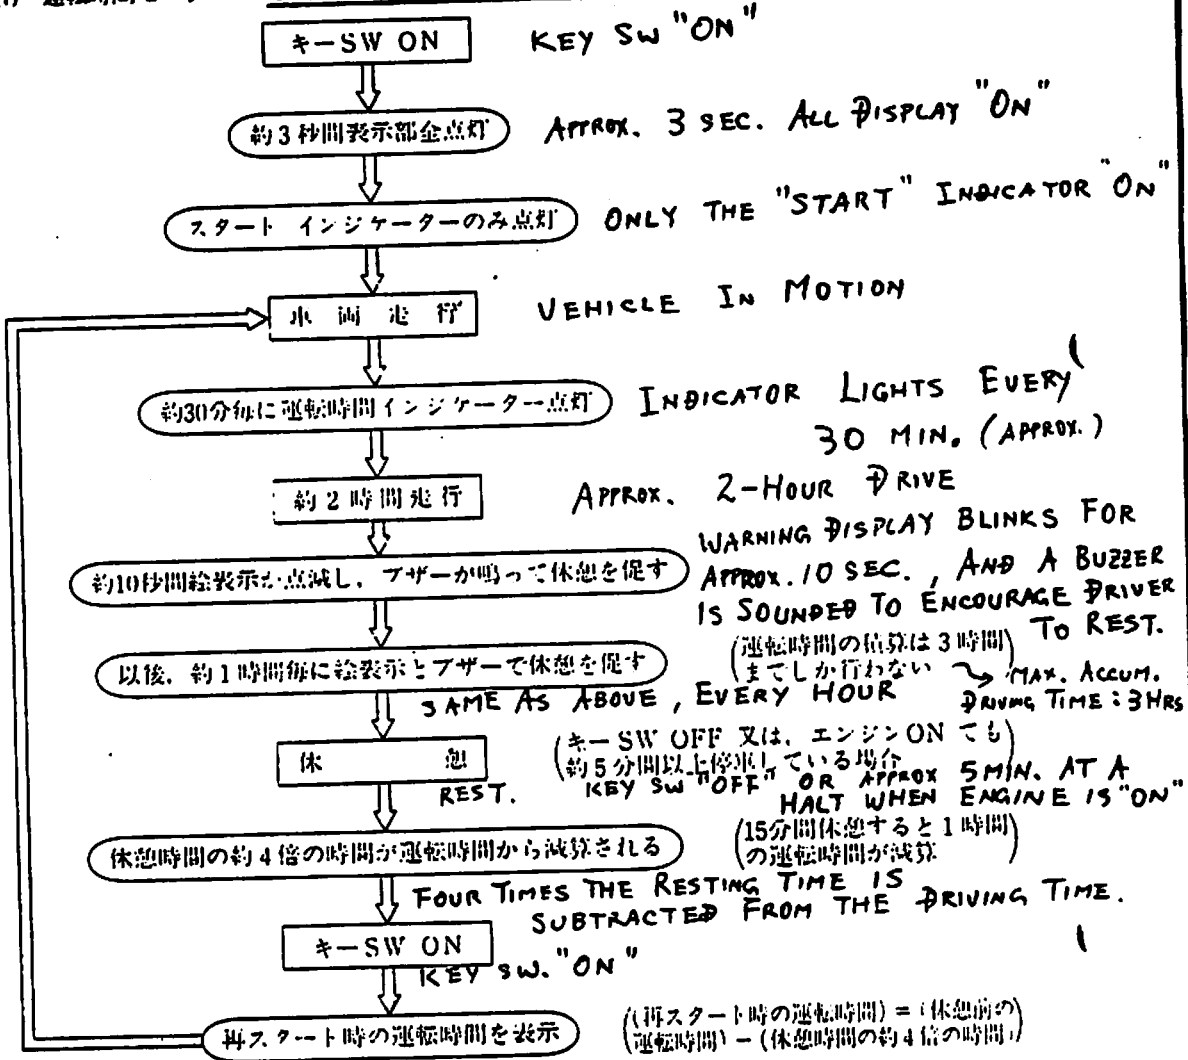 運転時間
キーSW ON KEY SW "ON"
約3秒間表示部全点灯 APPROX. 3 SEC. ALL DISPLAY "ON"
スタート インジケーターのみ点灯 ONLY THE "START" INDICATOR "ON"
車両走行 VEHICLE IN MOTION
約30分毎に運転時間インジケーター点灯 INDICATOR LIGHTS EVERY
30 MIN. (APPROX.)
約2時間走行 APPROX. 2-HOUR DRIVE
WARNING DISPLAY BLINKS FOR
約10秒間絵表示が点滅し、ブザーが鳴って休憩を促す APPROX. 10 SEC., AND A BUZZER
IS SOUNDED TO ENCOURAGE DRIVER
TO REST.
以後、約1時間毎に絵表示とブザーで休憩を促す
(運転時間の積算は3時間
までしか行わない)
SAME AS ABOVE, EVERY HOUR
MAX. ACCUM.
DRIVING TIME: 3 HRS
休憩
REST.
(キーSW OFF 又は、エンジンON でも
約5分間以上停車している場合)
KEY SW "OFF" OR APPROX 5 MIN. AT A
HALT WHEN ENGINE IS "ON"
休憩時間の約4倍の時間が運転時間から減算される
(15分間休憩すると1時間
の運転時間が減算)
FOUR TIMES THE RESTING TIME IS
SUBTRACTED FROM THE DRIVING TIME.
キーSW ON
KEY SW. "ON"
再スタート時の運転時間を表示
((再スタート時の運転時間) = (休憩前の
運転時間) − (休憩時間の約4倍の時間))